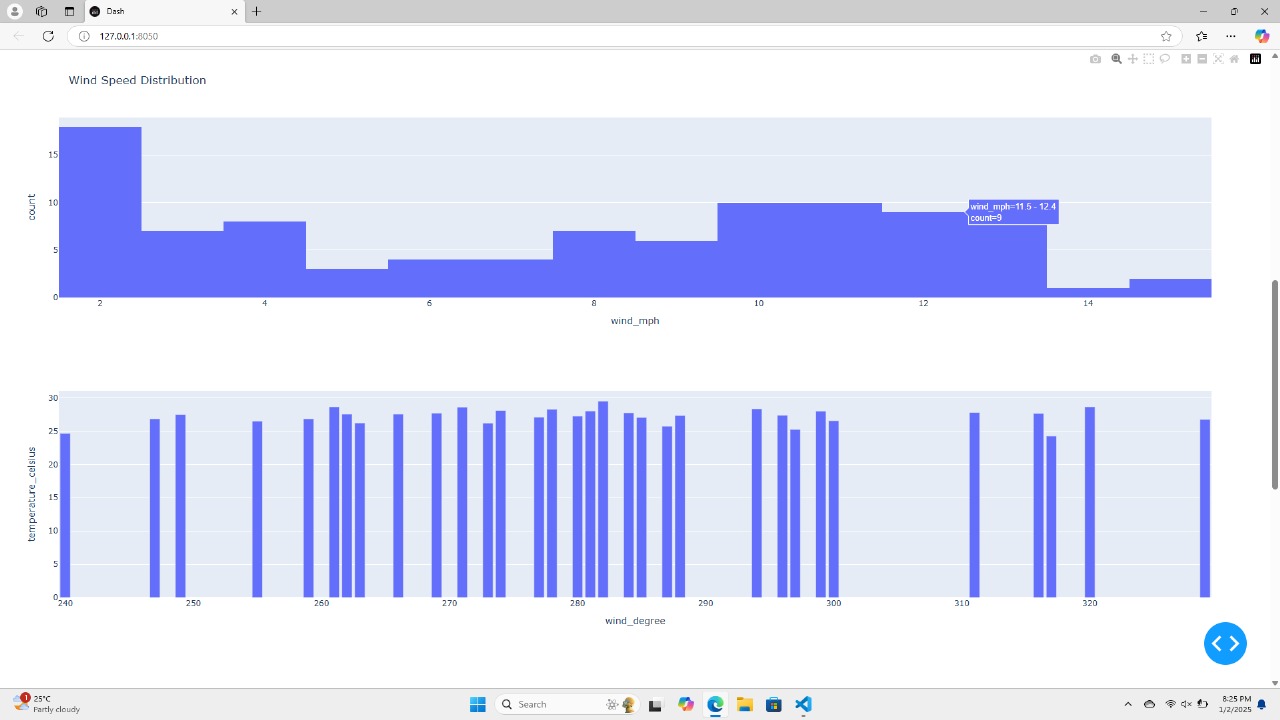 Dash
127.0.0.1:8050
Wind Speed Distribution
15
10
5
0
count
wind_mph=11.5 - 12.4
count=9
2 4 6 8 10 12 14
wind_mph
30
25
20
15
10
5
0
temperature_celsius
240 250 260 270 280 290 300 310 320
wind_degree
1
25°C
Partly cloudy
Search
8:25 PM
1/2/2025